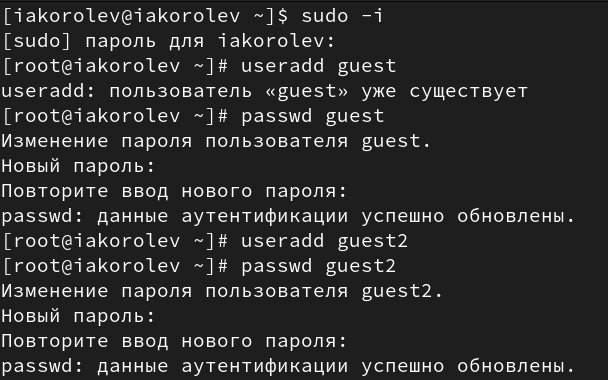 [iakorolev@iakorolev ~]$ sudo -i
[sudo] пароль для iakorolev:
[root@iakorolev ~]# useradd guest
useradd: пользователь «guest» уже существует
[root@iakorolev ~]# passwd guest
Изменение пароля пользователя guest.
Новый пароль:
Повторите ввод нового пароля:
passwd: данные аутентификации успешно обновлены.
[root@iakorolev ~]# useradd guest2
[root@iakorolev ~]# passwd guest2
Изменение пароля пользователя guest2.
Новый пароль:
Повторите ввод нового пароля:
passwd: данные аутентификации успешно обновлены.